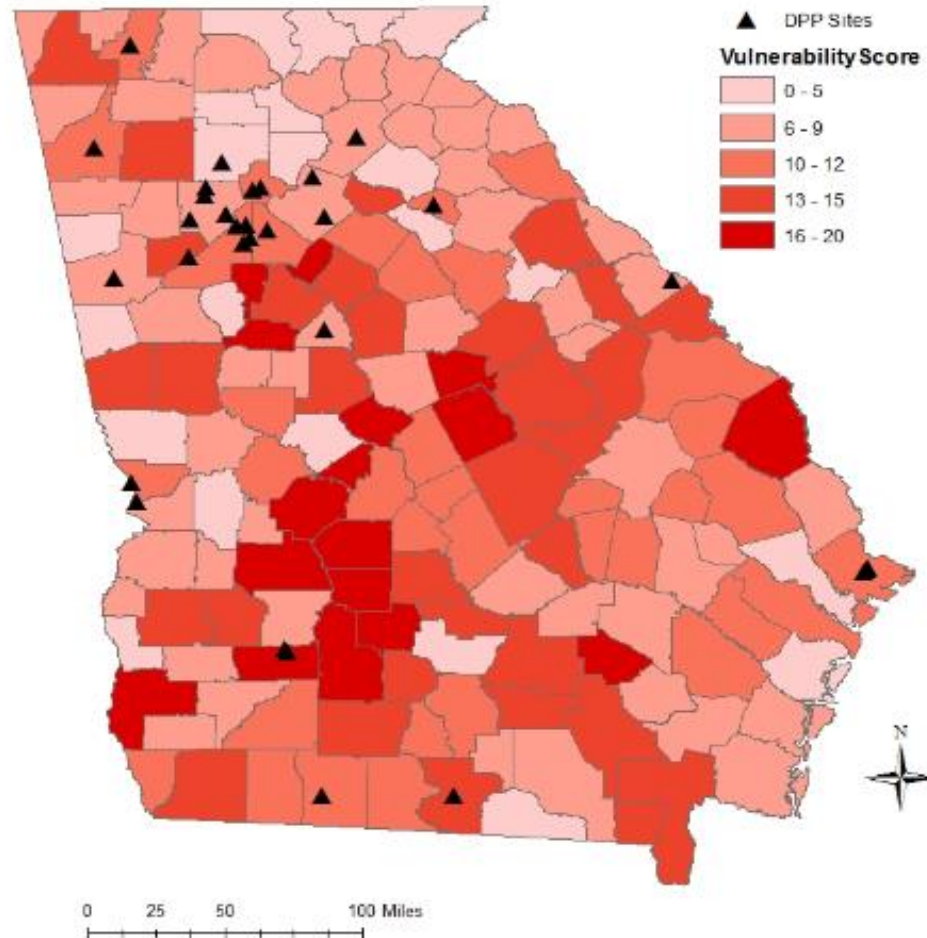 DPP Sites
Vulnerability Score
0 - 5
6 - 9
10 - 12
13 - 15
16 - 20
N
0 25 50 100 Miles